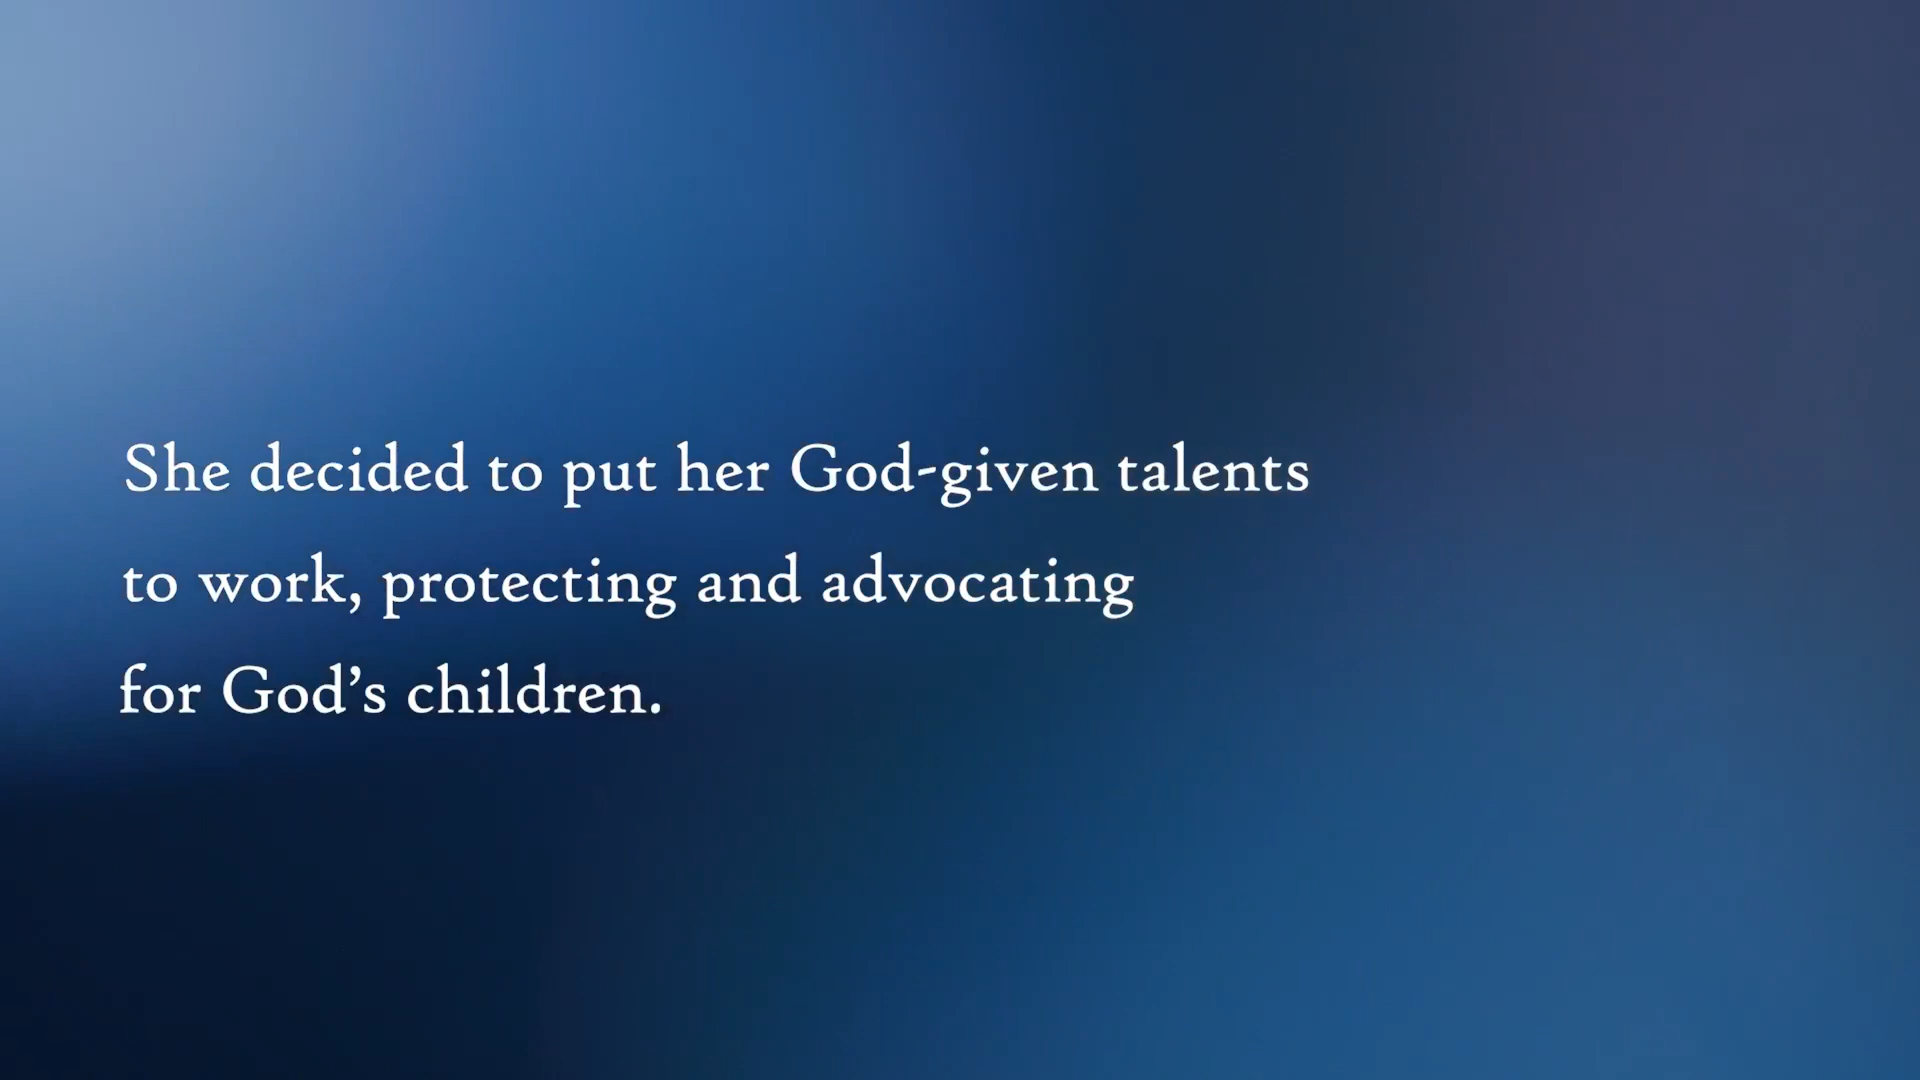 She decided to put her God-given talents
to work, protecting and advocating
for God’s children.